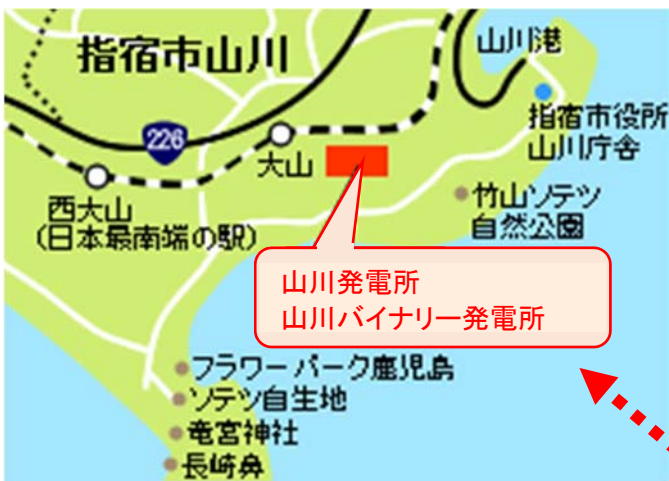 指宿市山川
山川港
226
指宿市役所
山川庁舎
大山
西大山
(日本最南端の駅)
竹山ソテツ
自然公園
山川発電所
山川バイナリー発電所
フラワーパーク鹿児島
ソテツ自生地
竜宮神社
長崎鼻